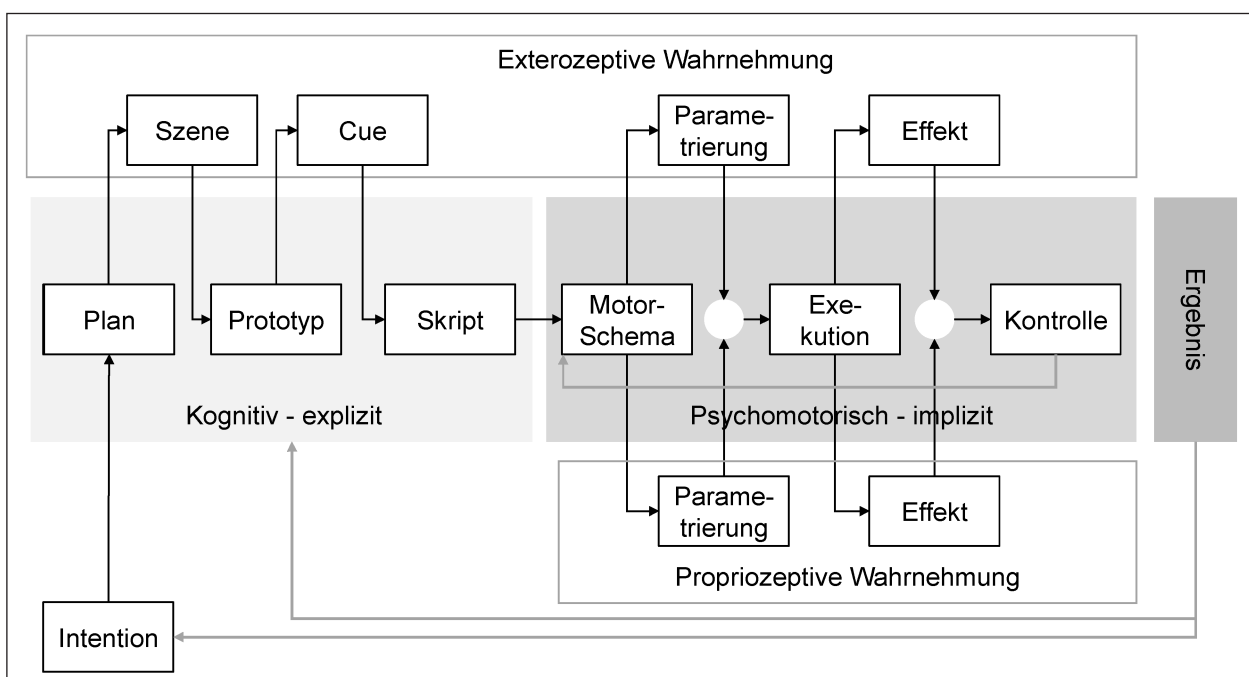 Exterozeptive Wahrnehmung
Szene
Cue
Parame-
trierung
Effekt
Plan
Prototyp
Skript
Motor-
Schema
Exe-
kution
Kontrolle
Ergebnis
Kognitiv - explizit
Psychomotorisch - implizit
Parame-
trierung
Effekt
Propriozeptive Wahrnehmung
Intention